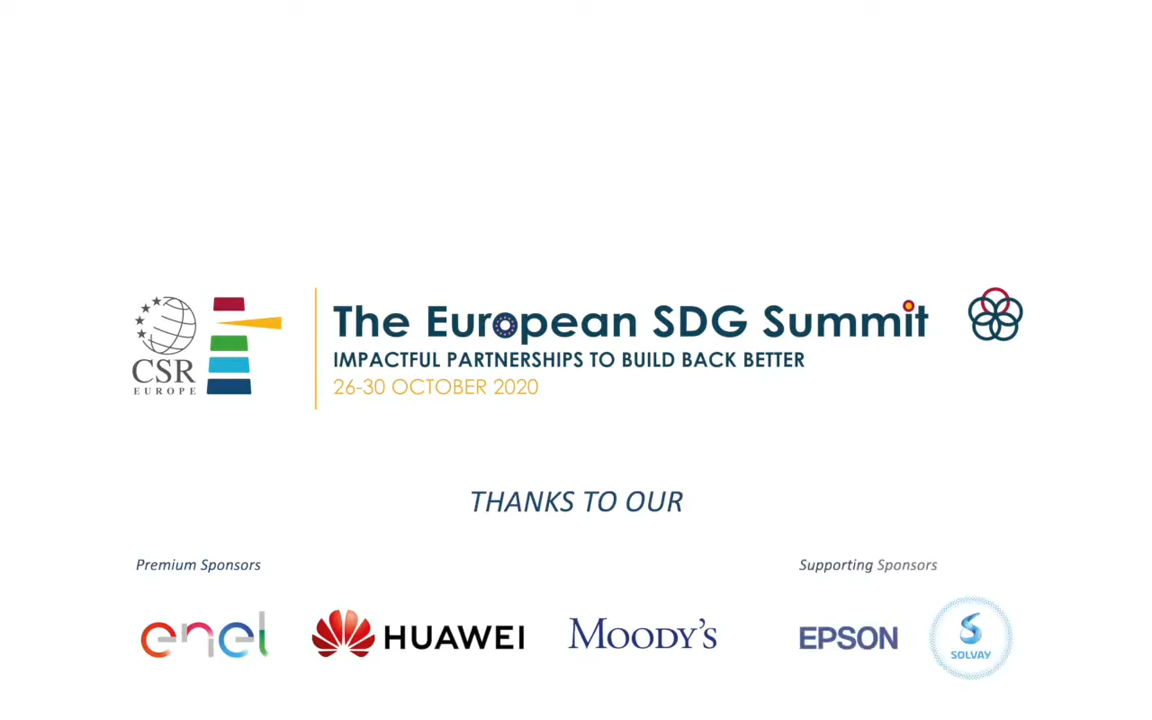 The European SDG Summit
IMPACTFUL PARTNERSHIPS TO BUILD BACK BETTER
26-30 OCTOBER 2020
CSR
EUROPE
THANKS TO OUR
Premium Sponsors
Supporting Sponsors
enel
HUAWEI
MOODY'S
EPSON
SOLVAY